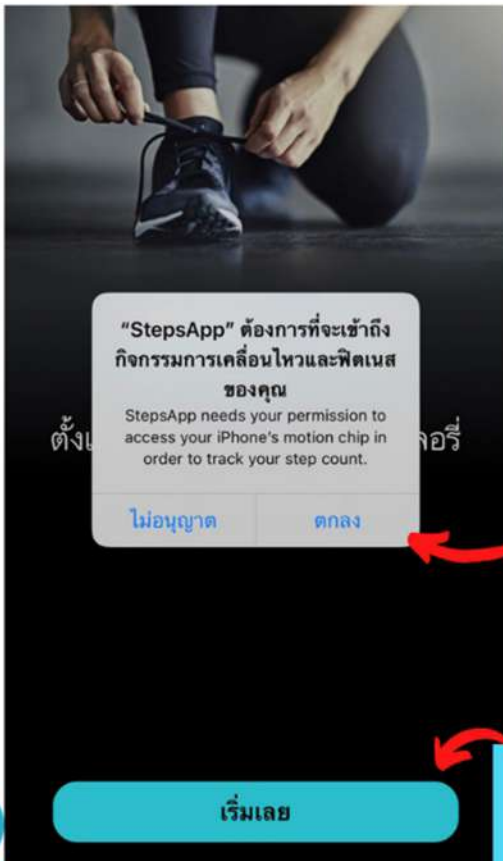 "StepsApp" ต้องการที่จะเข้าถึง
กิจกรรมการเคลื่อนไหวและฟิตเนส
ของคุณ
StepsApp needs your permission to
access your iPhone's motion chip in
order to track your step count.
ไม่อนุญาต ตกลง
เริ่มเลย